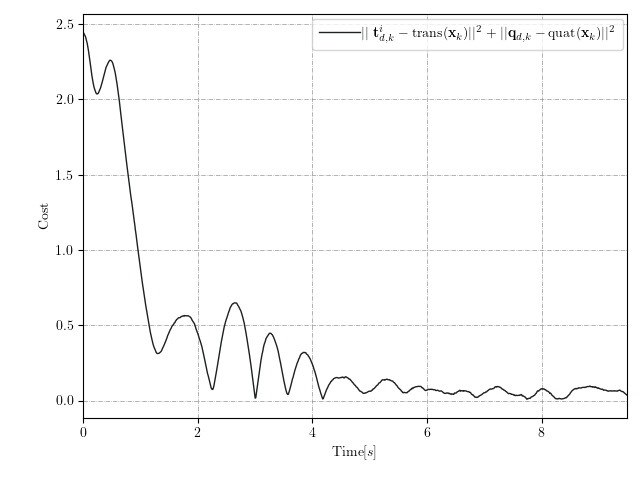 || t^i_{d,k} − trans(x_k)||² + ||q_{d,k} − quat(x_k)||²
2.5
2.0
1.5
1.0
0.5
0.0
Cost
0 2 4 6 8
Time[s]